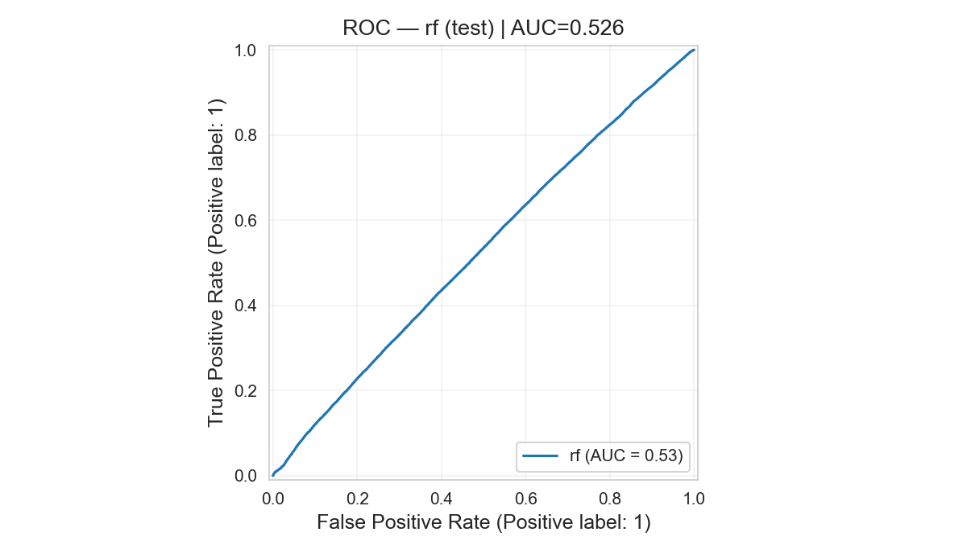 ROC — rf (test) | AUC=0.526
True Positive Rate (Positive label: 1)
1.0
0.8
0.6
0.4
0.2
0.0
rf (AUC = 0.53)
0.0 0.2 0.4 0.6 0.8 1.0
False Positive Rate (Positive label: 1)